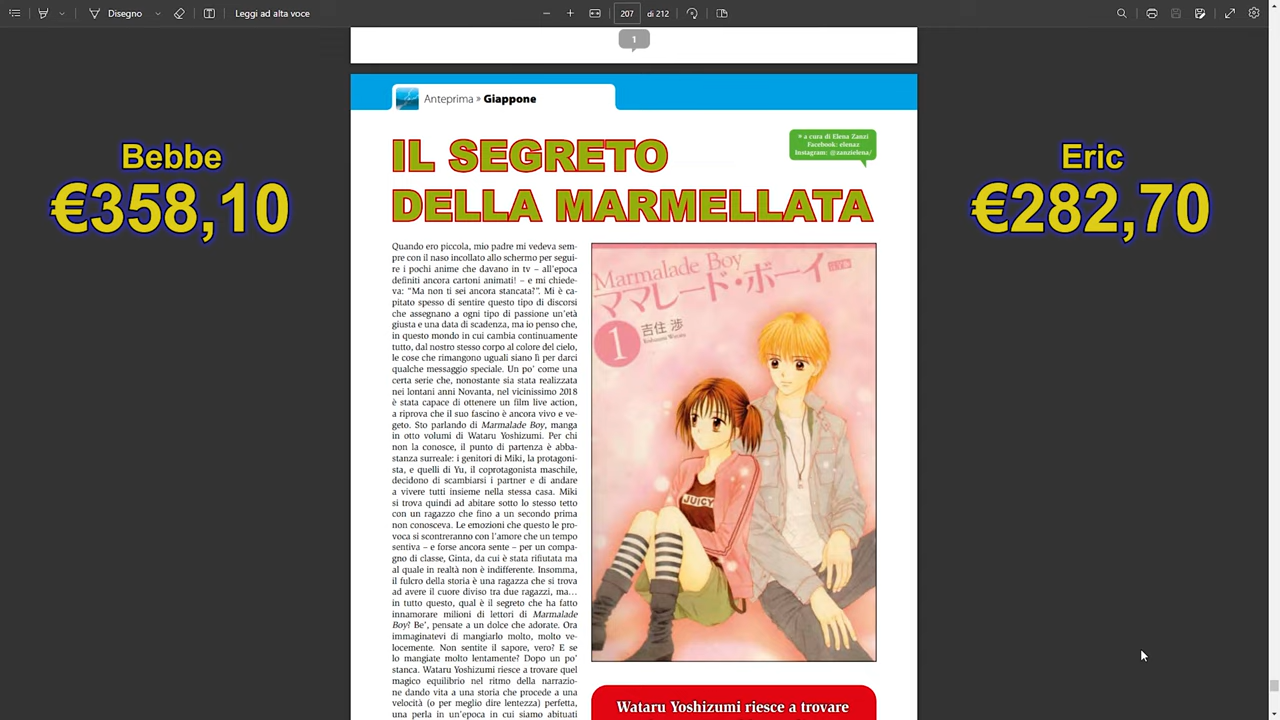 Leggi ad alta voce
207
di 212
1
Bebbe
€358,10
Eric
€282,70
Anteprima » Giappone
IL SEGRETO
DELLA MARMELLATA
» a cura di Elena Zanzi
Facebook: elenaz
Instagram: @zanzielena/
Quando ero piccola, mio padre mi vedeva sem-
pre con il naso incollato allo schermo per segui-
re i pochi anime che davano in tv – all'epoca
definiti ancora cartoni animati! – e mi chiede-
va: "Ma non ti sei ancora stancata?". Mi è ca-
pitato spesso di sentire questo tipo di discorsi
che assegnano a ogni tipo di passione un'età
giusta e una data di scadenza, ma io penso che,
in questo mondo in cui cambia continuamente
tutto, dal nostro stesso corpo al colore del cielo,
le cose che rimangono uguali siano lì per darci
qualche messaggio speciale. Un po' come una
certa serie che, nonostante sia stata realizzata
nei lontani anni Novanta, nel vicinissimo 2018
è stata capace di ottenere un film live action,
a riprova che il suo fascino è ancora vivo e ve-
geto. Sto parlando di Marmalade Boy, manga
in otto volumi di Wataru Yoshizumi. Per chi
non la conosce, il punto di partenza è abba-
stanza surreale: i genitori di Miki, la protagoni-
sta, e quelli di Yu, il coprotagonista maschile,
decidono di scambiarsi i partner e di andare
a vivere tutti insieme nella stessa casa. Miki
si trova quindi ad abitare sotto lo stesso tetto
con un ragazzo che fino a un secondo prima
non conosceva. Le emozioni che questo le pro-
voca si scontreranno con l'amore che un tempo
sentiva – e forse ancora sente – per un compa-
gno di classe, Ginta, da cui è stata rifiutata ma
al quale in realtà non è indifferente. Insomma,
il fulcro della storia è una ragazza che si trova
ad avere il cuore diviso tra due ragazzi, ma…
in tutto questo, qual è il segreto che ha fatto
innamorare milioni di lettori di Marmalade
Boy? Be', pensate a un dolce che adorate. Ora
immaginatevi di mangiarlo molto, molto ve-
locemente. Non sentite il sapore, vero? E se
lo mangiate molto lentamente? Dopo un po'
stanca. Wataru Yoshizumi riesce a trovare quel
magico equilibrio nel ritmo della narrazio-
ne dando vita a una storia che procede a una
velocità (o per meglio dire lentezza) perfetta,
una perla in un'epoca in cui siamo abituati
Marmalade Boy
ママレード・ボーイ
完全版
1
吉住 渉
Yoshizumi Wataru
JUICY
Wataru Yoshizumi riesce a trovare